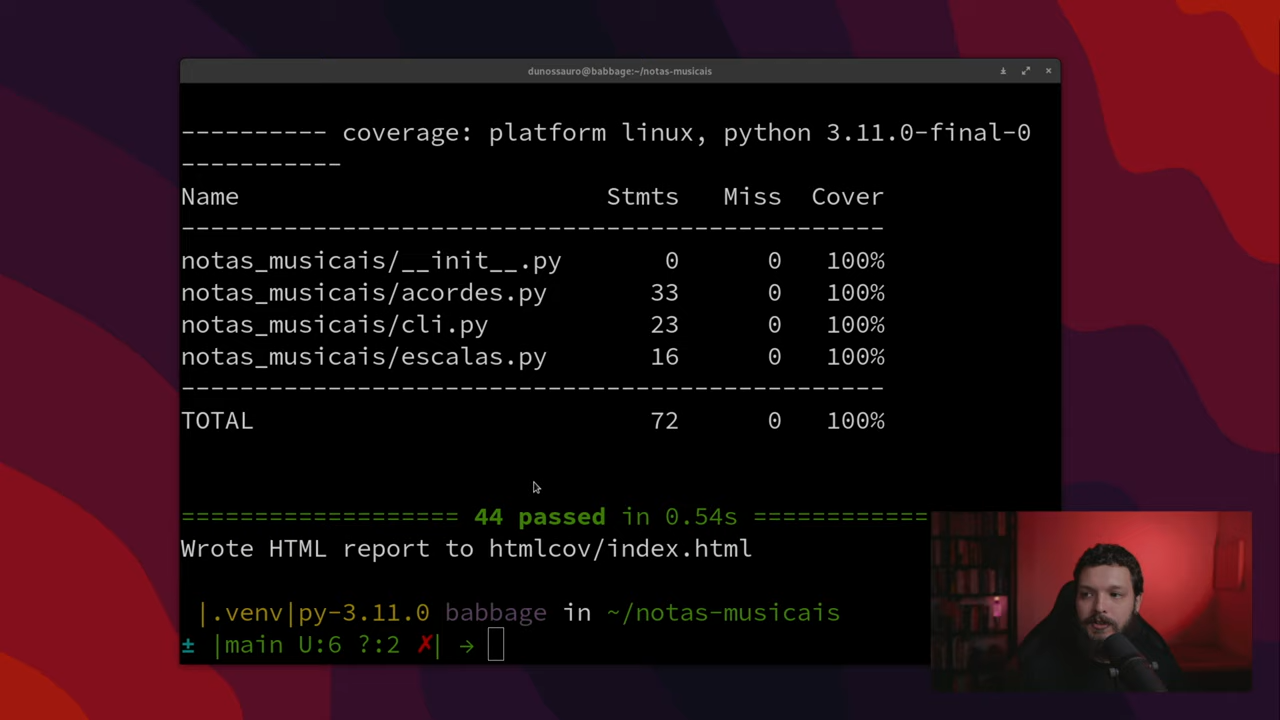 dunossauro@babbage:~/notas-musicais
---------- coverage: platform linux, python 3.11.0-final-0
-----------
Name Stmts Miss Cover
------------------------------------------------
notas_musicais/__init__.py 0 0 100%
notas_musicais/acordes.py 33 0 100%
notas_musicais/cli.py 23 0 100%
notas_musicais/escalas.py 16 0 100%
------------------------------------------------
TOTAL 72 0 100%
=================== 44 passed in 0.54s ============
Wrote HTML report to htmlcov/index.html
|.venv|py-3.11.0 babbage in ~/notas-musicais
± |main U:6 ?:2 ✗| →